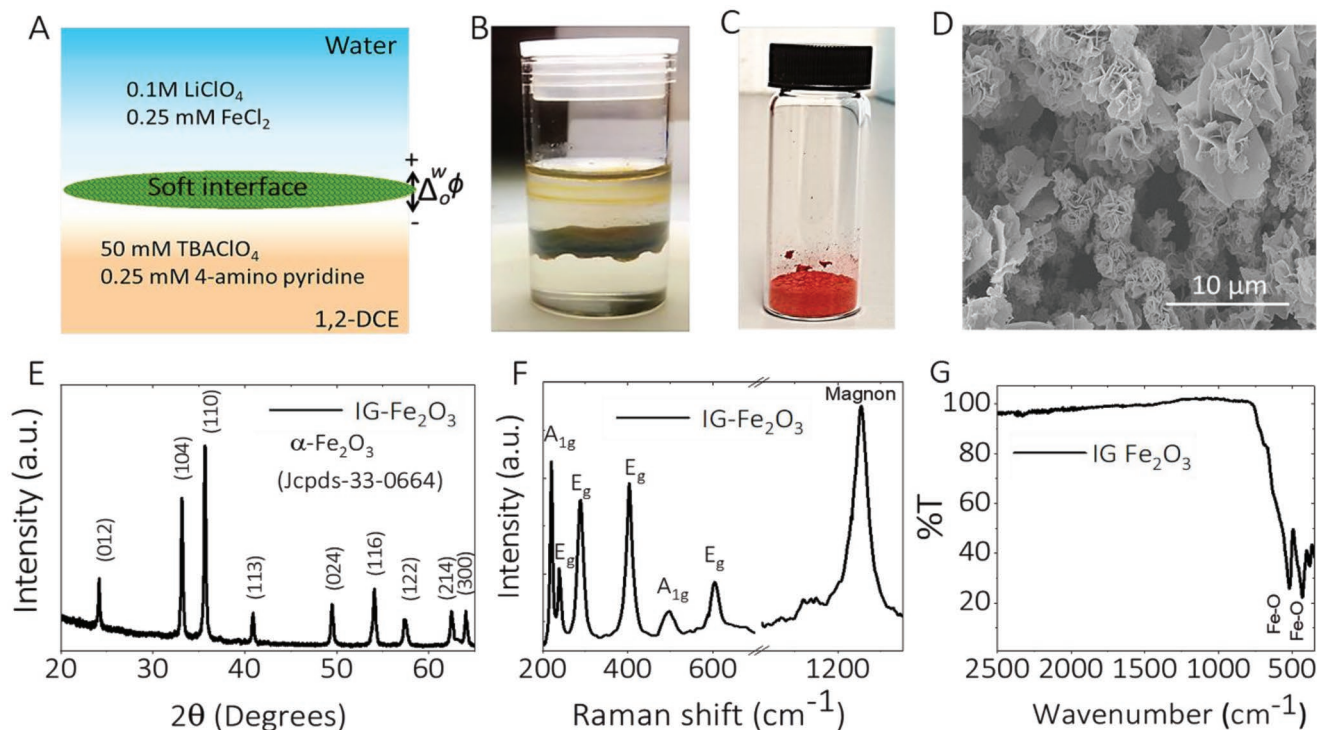 A
Water
0.1M LiClO₄
0.25 mM FeCl₂
Soft interface
+
Δₒʷϕ
-
50 mM TBAClO₄
0.25 mM 4-amino pyridine
1,2-DCE
B
C
D
10 µm
E
Intensity (a.u.)
(012)
(104)
(110)
(113)
(024)
(116)
(122)
(214)
(300)
IG-Fe₂O₃
α-Fe₂O₃
(Jcpds-33-0664)
20 30 40 50 60
2θ (Degrees)
F
Intensity (a.u.)
IG-Fe₂O₃
A₁g
Eg
Eg
Eg
A₁g
Eg
Magnon
200 400 600 1200
Raman shift (cm⁻¹)
G
%T
100
80
60
40
20
IG Fe₂O₃
Fe-O
Fe-O
2500 2000 1500 1000 500
Wavenumber (cm⁻¹)